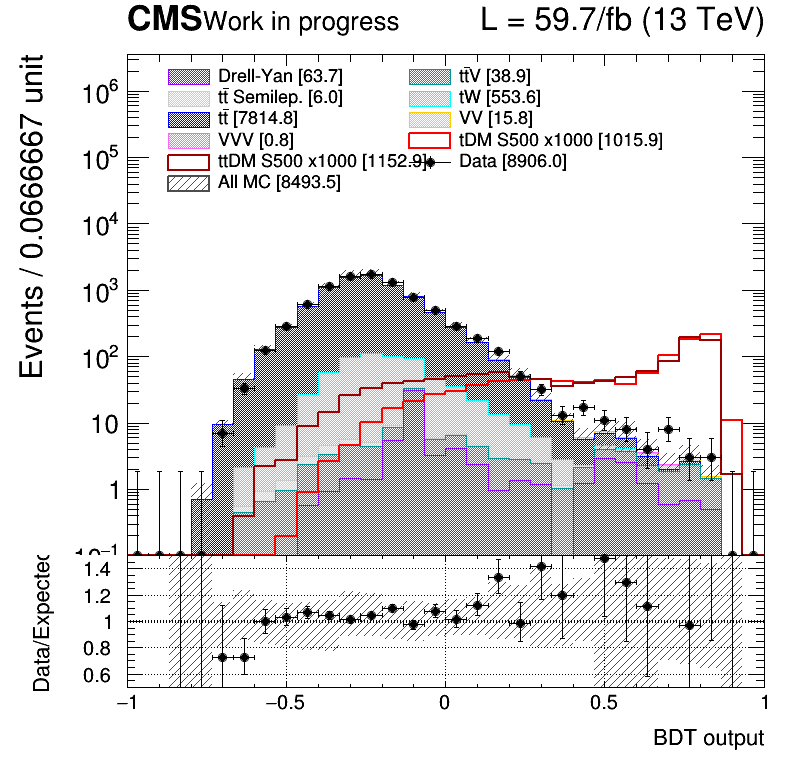 CMS Work in progress L = 59.7/fb (13 TeV)
Events / 0.0666667 unit
Drell-Yan [63.7]
tt̄V [38.9]
tt̄ Semilep. [6.0]
tW [553.6]
tt̄ [7814.8]
VV [15.8]
VVV [0.8]
tDM S500 x1000 [1015.9]
ttDM S500 x1000 [1152.9]
Data [8906.0]
All MC [8493.5]
10⁶
10⁵
10⁴
10³
10²
10
1
10⁻¹
Data/Expected
1.4
1.2
1
0.8
0.6
−1 −0.5 0 0.5 1
BDT output